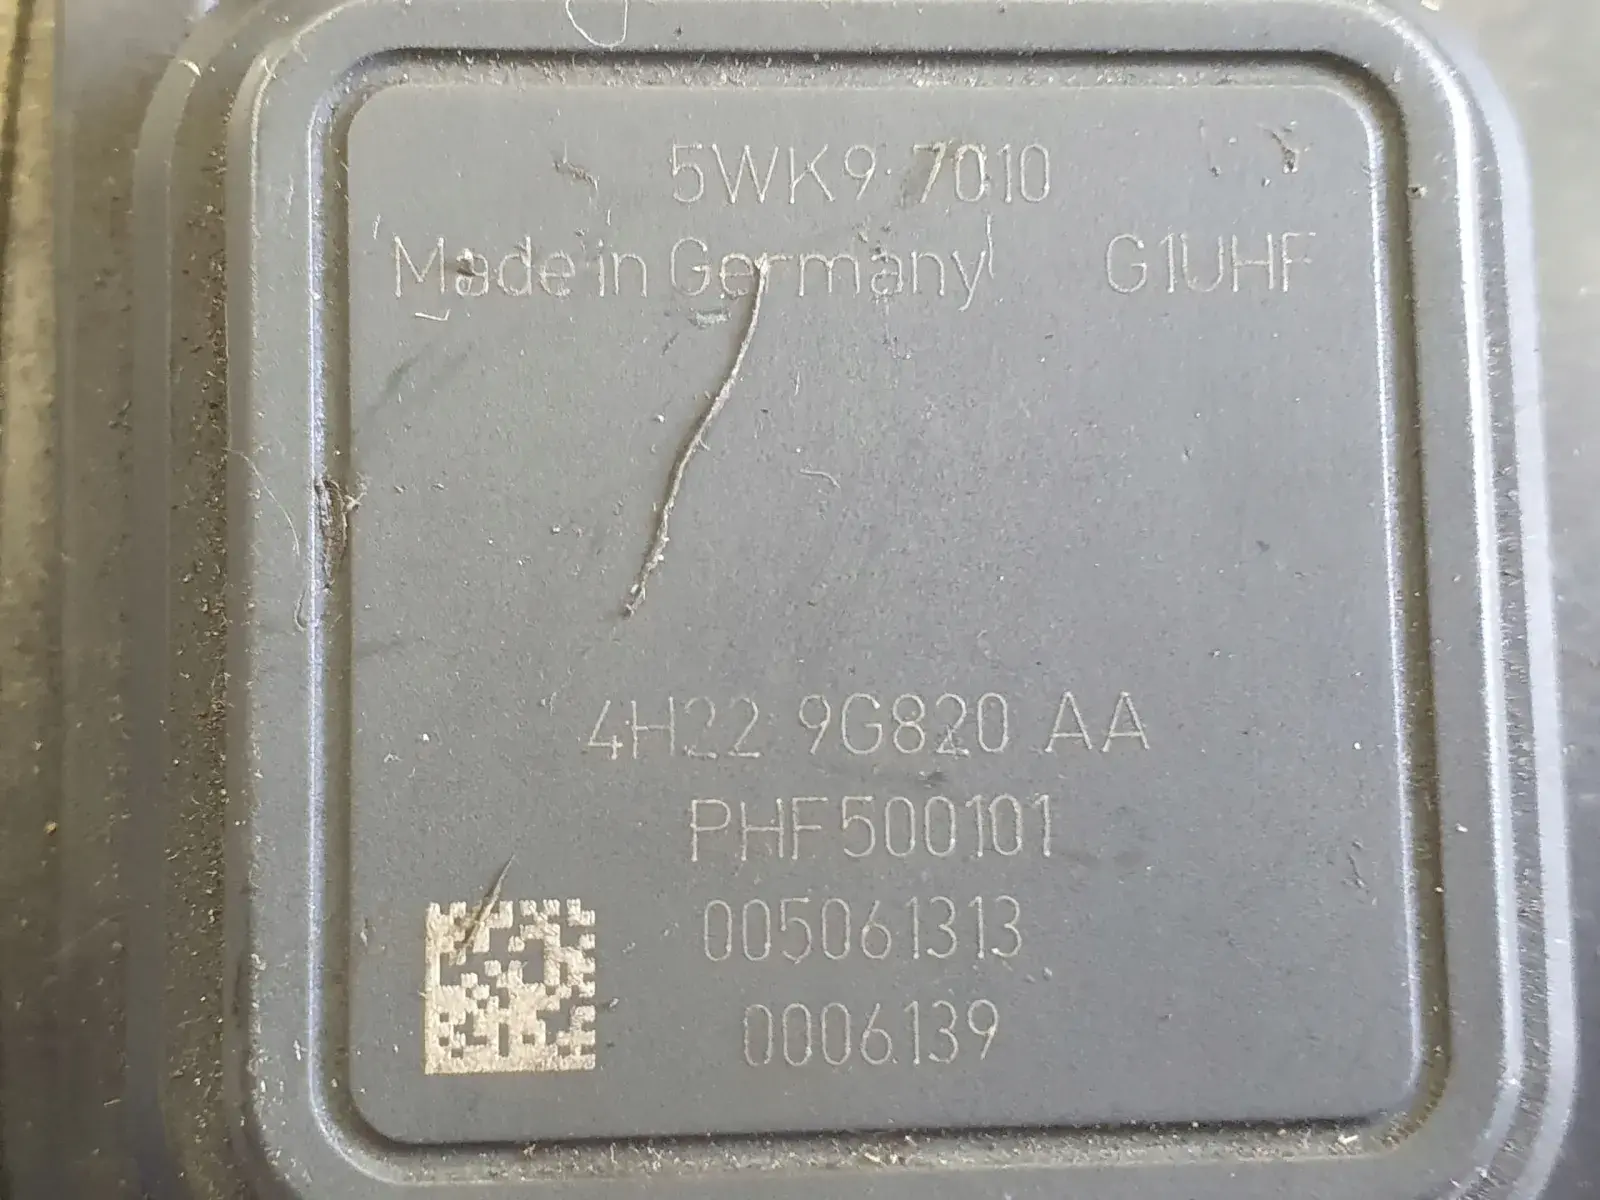 5WK9 7010
Made in Germany G1UHF
4H22 9G820 AA
PHF500101
005061313
0006139